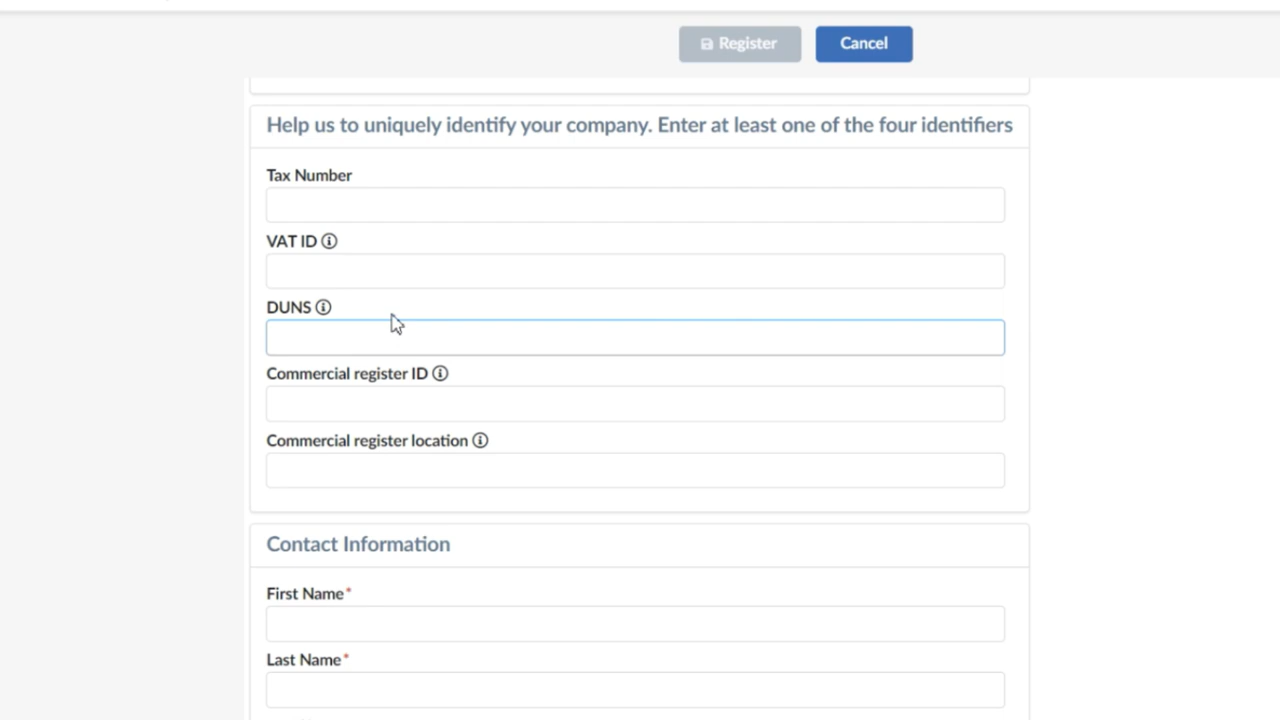 Register
Cancel
Help us to uniquely identify your company. Enter at least one of the four identifiers
Tax Number
VAT ID
DUNS
Commercial register ID
Commercial register location
Contact Information
First Name*
Last Name*